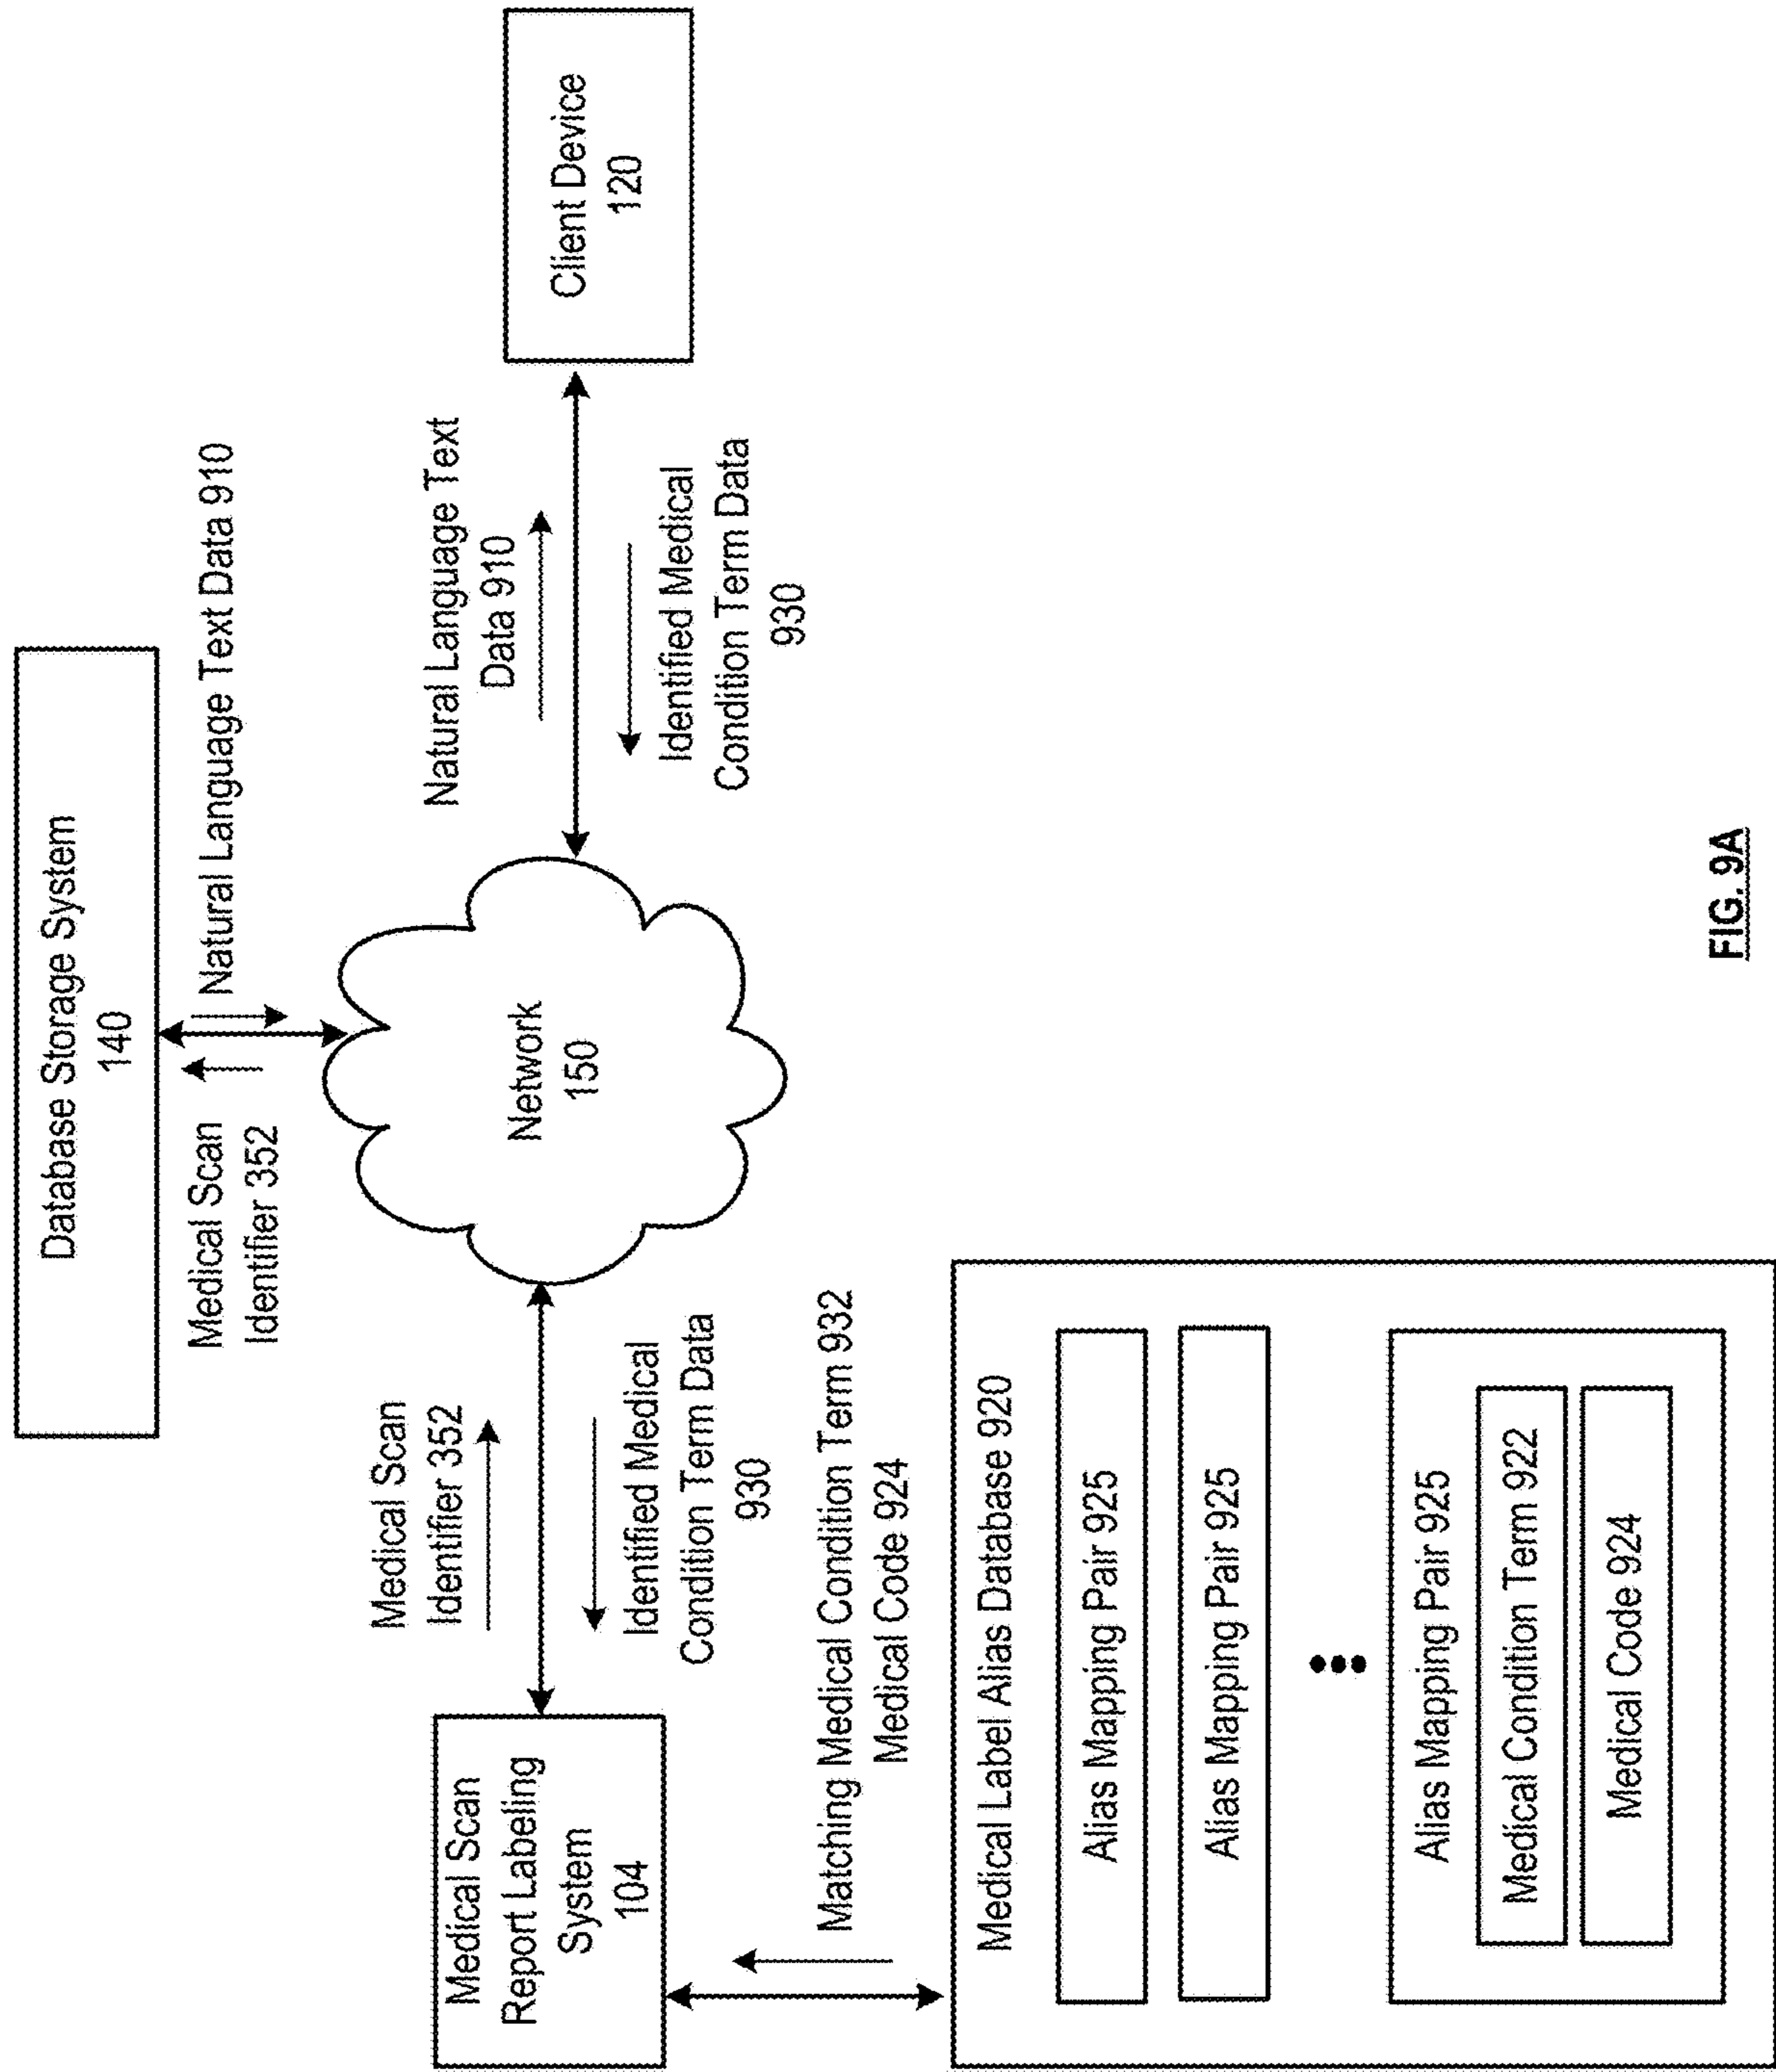 Database Storage System
140
Medical Scan
Identifier 352
Natural Language Text Data 910
Network
150
Medical Scan
Report Labeling
System
104
Medical Scan
Identifier 352
Identified Medical
Condition Term Data
930
Natural Language Text
Data 910
Identified Medical
Condition Term Data
930
Client Device
120
Matching Medical Condition Term 932
Medical Code 924
Medical Label Alias Database 920
Alias Mapping Pair 925
Alias Mapping Pair 925
Alias Mapping Pair 925
Medical Condition Term 922
Medical Code 924
FIG. 9A